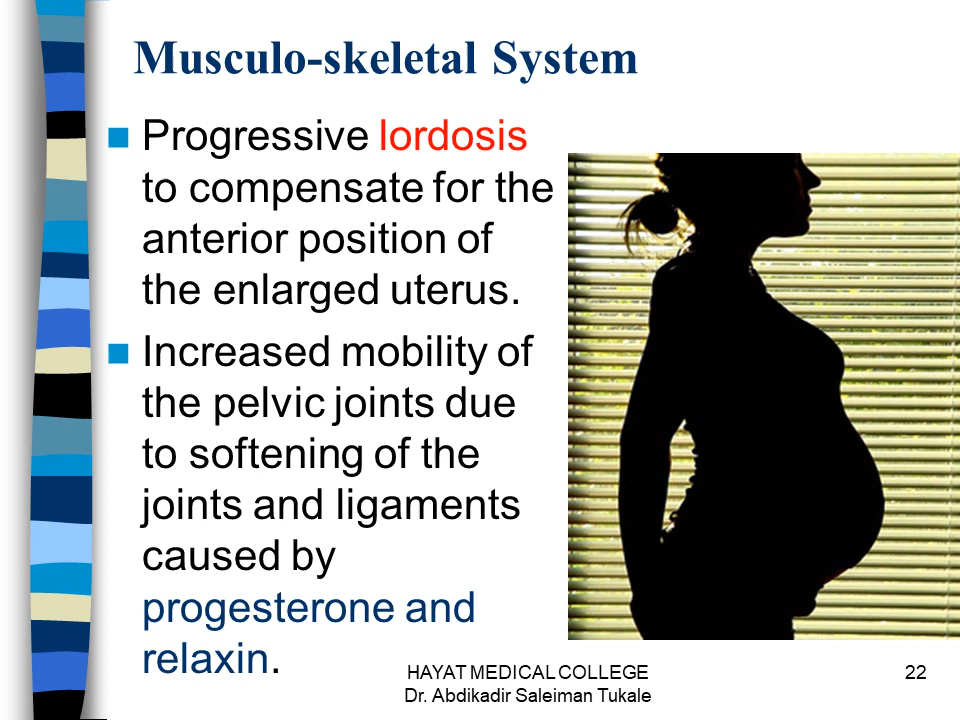 Musculo-skeletal System
Progressive lordosis
to compensate for the
anterior position of
the enlarged uterus.
Increased mobility of
the pelvic joints due
to softening of the
joints and ligaments
caused by
progesterone and
relaxin.
HAYAT MEDICAL COLLEGE
Dr. Abdikadir Saleiman Tukale
22